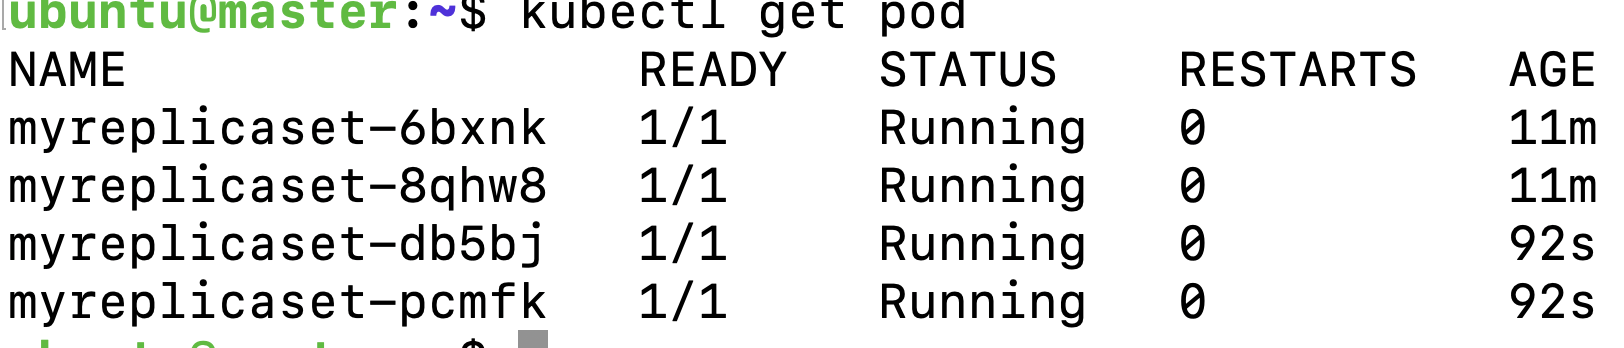 ubuntu@master:~$ kubectl get pod
NAME READY STATUS RESTARTS AGE
myreplicaset-6bxnk 1/1 Running 0 11m
myreplicaset-8qhw8 1/1 Running 0 11m
myreplicaset-db5bj 1/1 Running 0 92s
myreplicaset-pcmfk 1/1 Running 0 92s